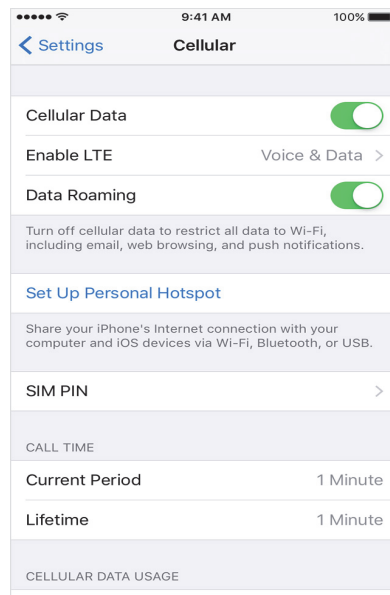 9:41 AM 100%
Settings Cellular
Cellular Data
Enable LTE Voice & Data
Data Roaming
Turn off cellular data to restrict all data to Wi-Fi,
including email, web browsing, and push notifications.
Set Up Personal Hotspot
Share your iPhone's Internet connection with your
computer and iOS devices via Wi-Fi, Bluetooth, or USB.
SIM PIN
CALL TIME
Current Period 1 Minute
Lifetime 1 Minute
CELLULAR DATA USAGE